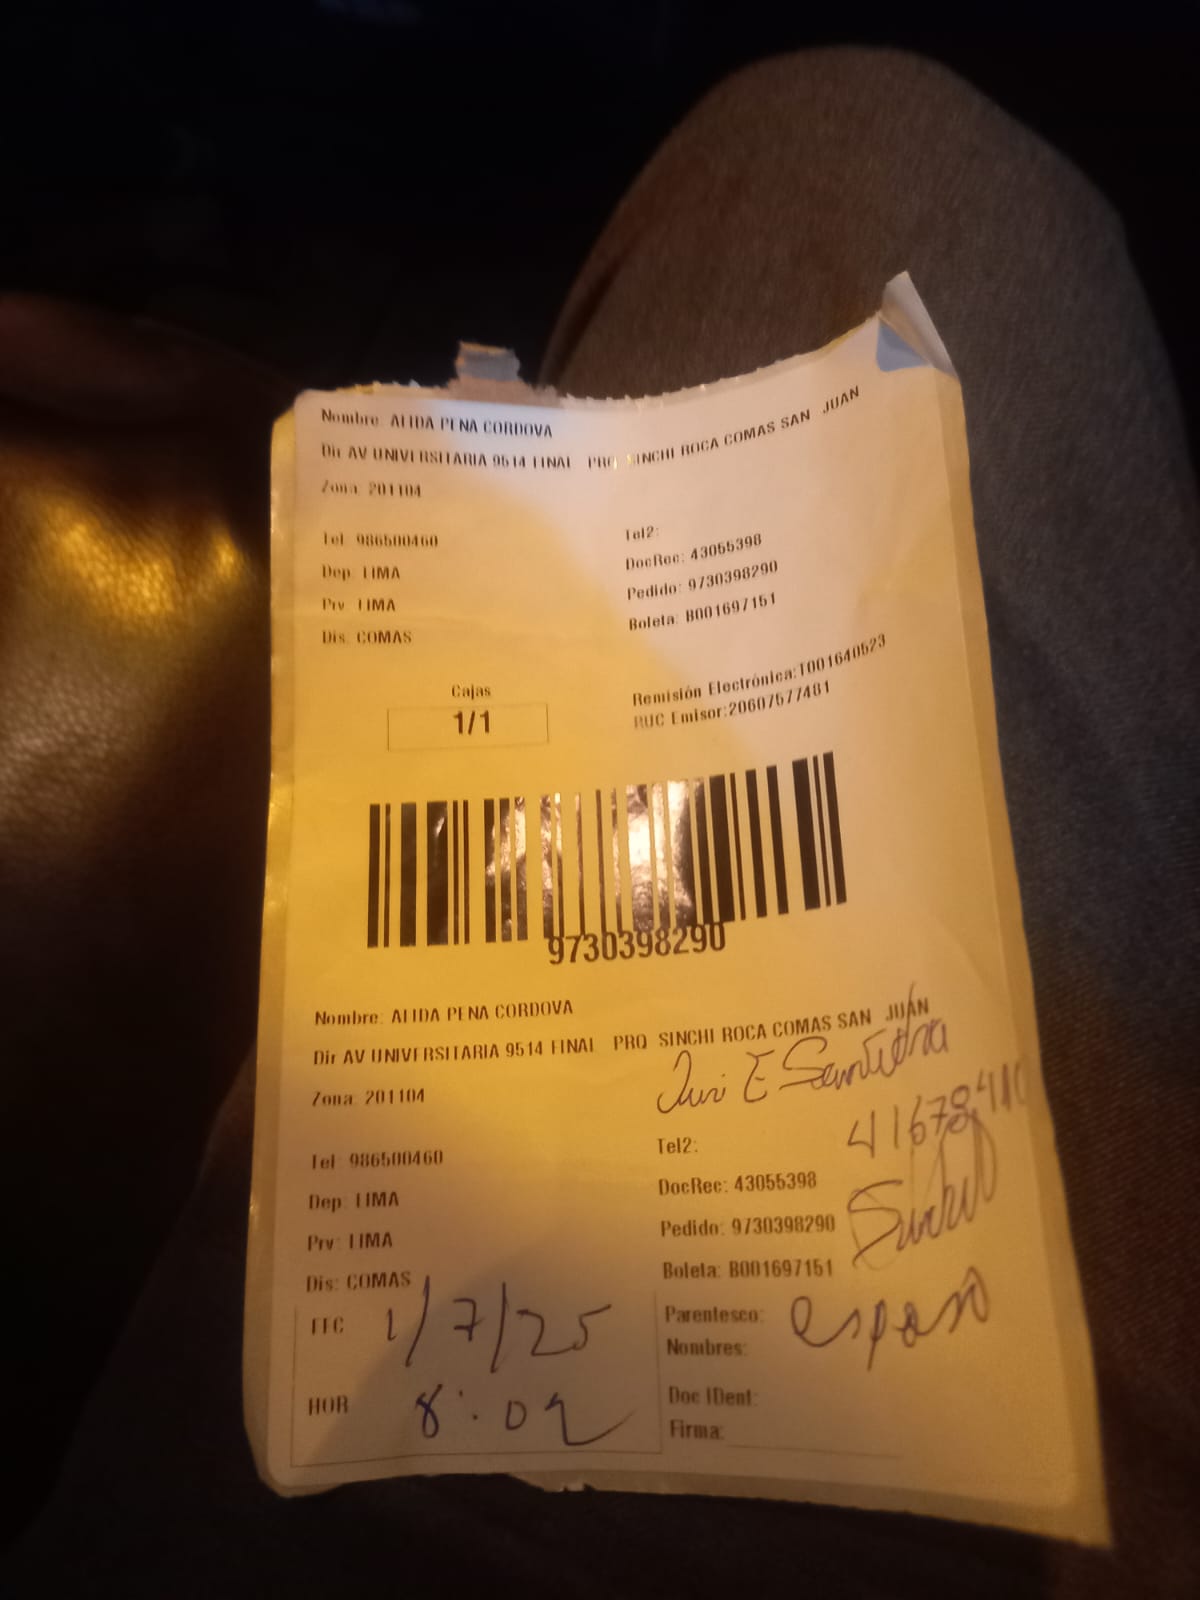 Nombre: ALIDA PENA CORDOVA
Dir AV UNIVERSITARIA 9514 FINAL PRO SINCHI ROCA COMAS SAN JUAN
Zona: 201104
Tel: 986500460
Tel2:
Dep: LIMA
DocRec: 43055398
Prv: LIMA
Pedido: 9730398290
Dis: COMAS
Boleta: B001697151
Cajas
1/1
Remisión Electrónica:T001640523
RUC Emisor:20607577481
9730398290
Nombre: ALIDA PENA CORDOVA
Dir AV UNIVERSITARIA 9514 FINAL PRO SINCHI ROCA COMAS SAN JUAN
Zona: 201104
Tel: 986500460
Tel2:
Dep: LIMA
DocRec: 43055398
Prv: LIMA
Pedido: 9730398290
Dis: COMAS
Boleta: B001697151
FEC 1/7/25
Parentesco: esposo
Nombres:
HOR 8:02
Doc IDent:
Firma: